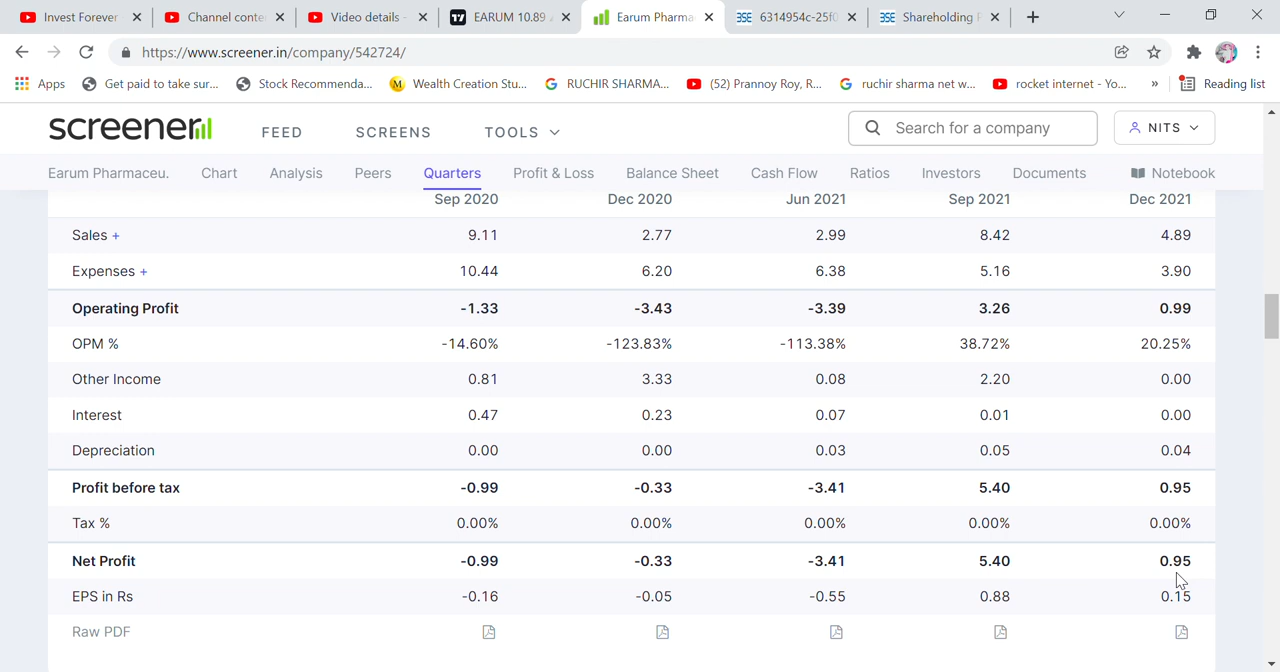 Invest Forever
Channel conte
Video details -
EARUM 10.89
Earum Pharma
6314954c-25f0
Shareholding P
https://www.screener.in/company/542724/
Apps
Get paid to take sur...
Stock Recommenda...
M Wealth Creation Stu...
RUCHIR SHARMA...
(52) Prannoy Roy, R...
ruchir sharma net w...
rocket internet - Yo...
»
Reading list
screener
FEED
SCREENS
TOOLS
Search for a company
NITS
Earum Pharmaceu. Chart Analysis Peers Quarters Profit & Loss Balance Sheet Cash Flow Ratios Investors Documents Notebook
Sep 2020 Dec 2020 Jun 2021 Sep 2021 Dec 2021
Sales + 9.11 2.77 2.99 8.42 4.89
Expenses + 10.44 6.20 6.38 5.16 3.90
Operating Profit -1.33 -3.43 -3.39 3.26 0.99
OPM % -14.60% -123.83% -113.38% 38.72% 20.25%
Other Income 0.81 3.33 0.08 2.20 0.00
Interest 0.47 0.23 0.07 0.01 0.00
Depreciation 0.00 0.00 0.03 0.05 0.04
Profit before tax -0.99 -0.33 -3.41 5.40 0.95
Tax % 0.00% 0.00% 0.00% 0.00% 0.00%
Net Profit -0.99 -0.33 -3.41 5.40 0.95
EPS in Rs -0.16 -0.05 -0.55 0.88 0.15
Raw PDF